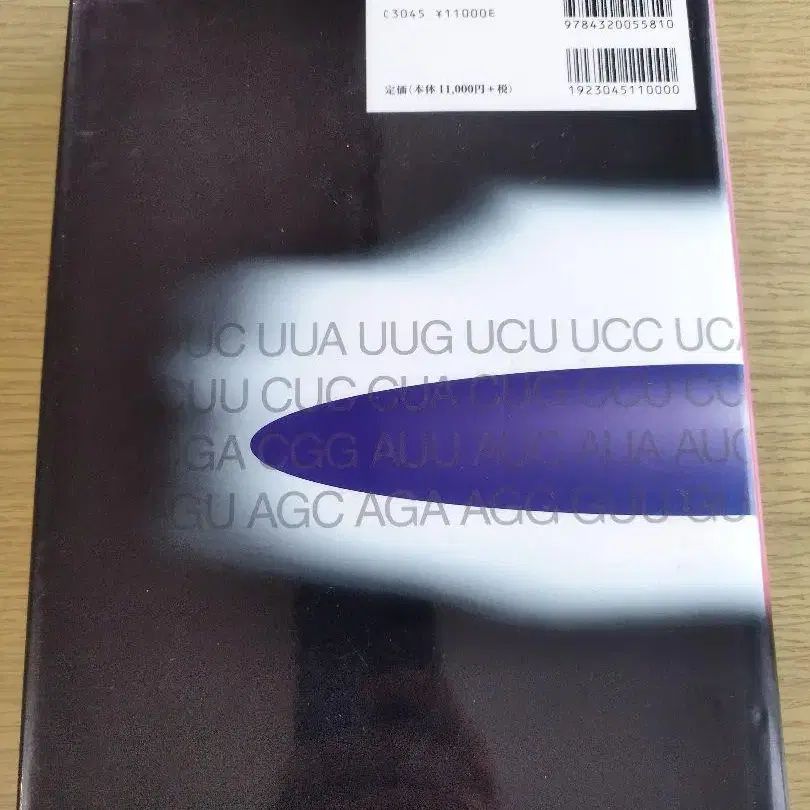 C3045 ¥11000E
9784320055810
定価(本体11,000円+税)
1923045110000
UC UUA UUG UCU UCC UCA
CUU CUC CUA CUG CCU CC
GA CGG AUU AUC AUA AUG
GU AGC AGA AGG GUU GU